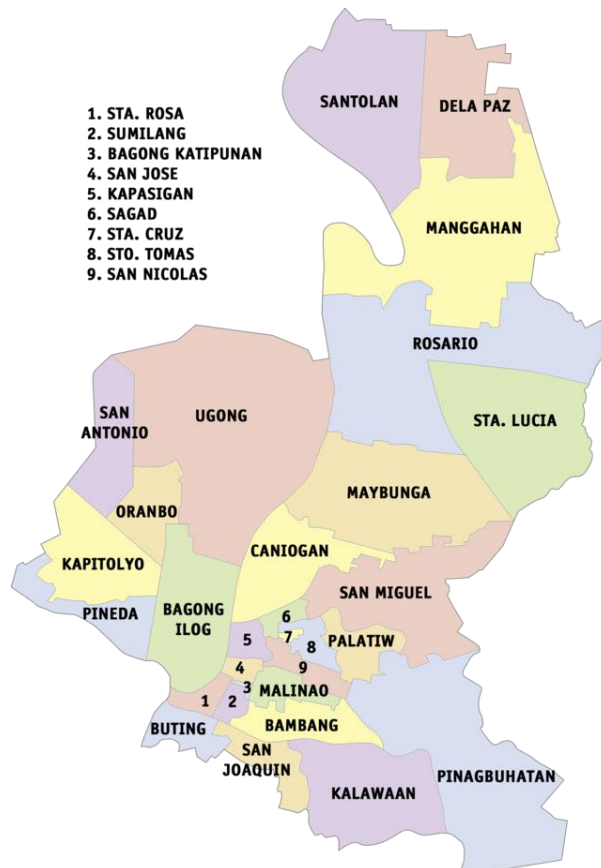 1. STA. ROSA
2. SUMILANG
3. BAGONG KATIPUNAN
4. SAN JOSE
5. KAPASIGAN
6. SAGAD
7. STA. CRUZ
8. STO. TOMAS
9. SAN NICOLAS
SANTOLAN
DELA PAZ
MANGGAHAN
ROSARIO
SAN
ANTONIO
UGONG
STA. LUCIA
ORANBO
MAYBUNGA
KAPITOLYO
CANIOGAN
PINEDA
BAGONG
ILOG
SAN MIGUEL
6
5
7
8
PALATIW
4
9
3
MALINAO
1
2
BUTING
BAMBANG
SAN
JOAQUIN
KALAWAAN
PINAGBUHATAN